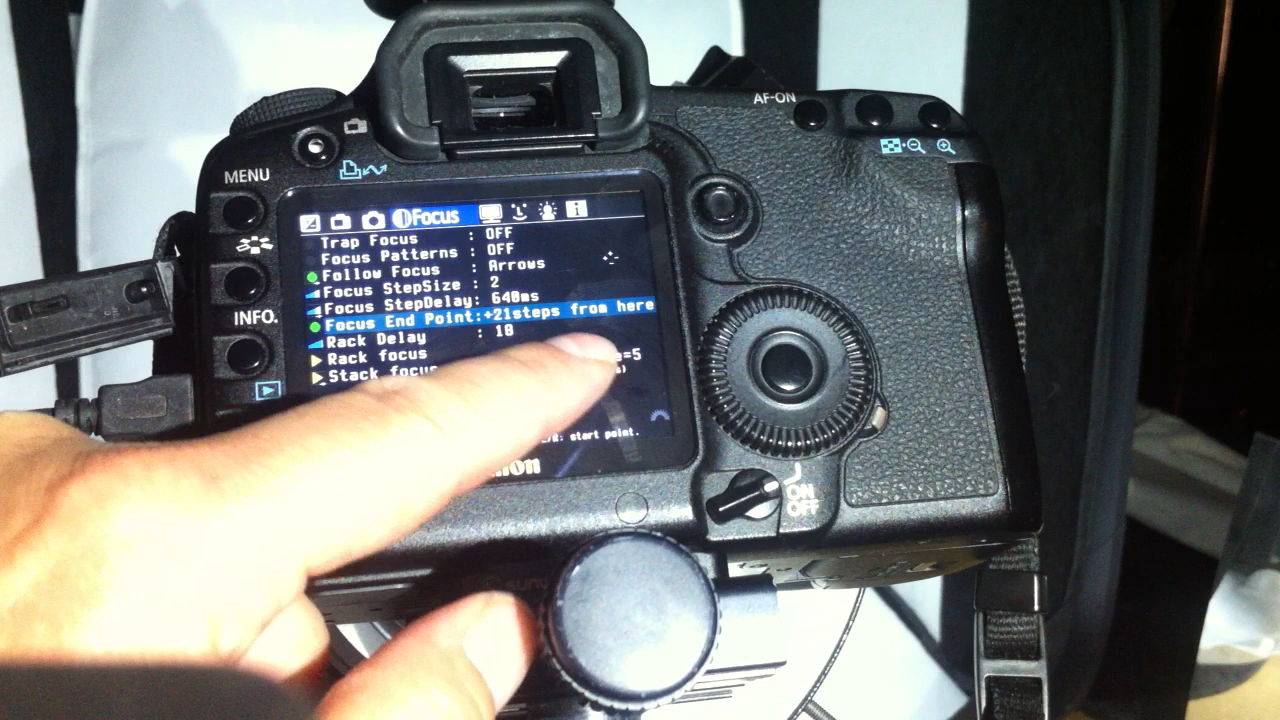 AF-ON
MENU
INFO.
Focus
Trap Focus : OFF
Focus Patterns : OFF
Follow Focus : Arrows
Focus StepSize : 2
Focus StepDelay: 640ms
Focus End Point:+21steps from here
Rack Delay : 10
Rack focus
Stack focus
=5
start point.
ON
OFF